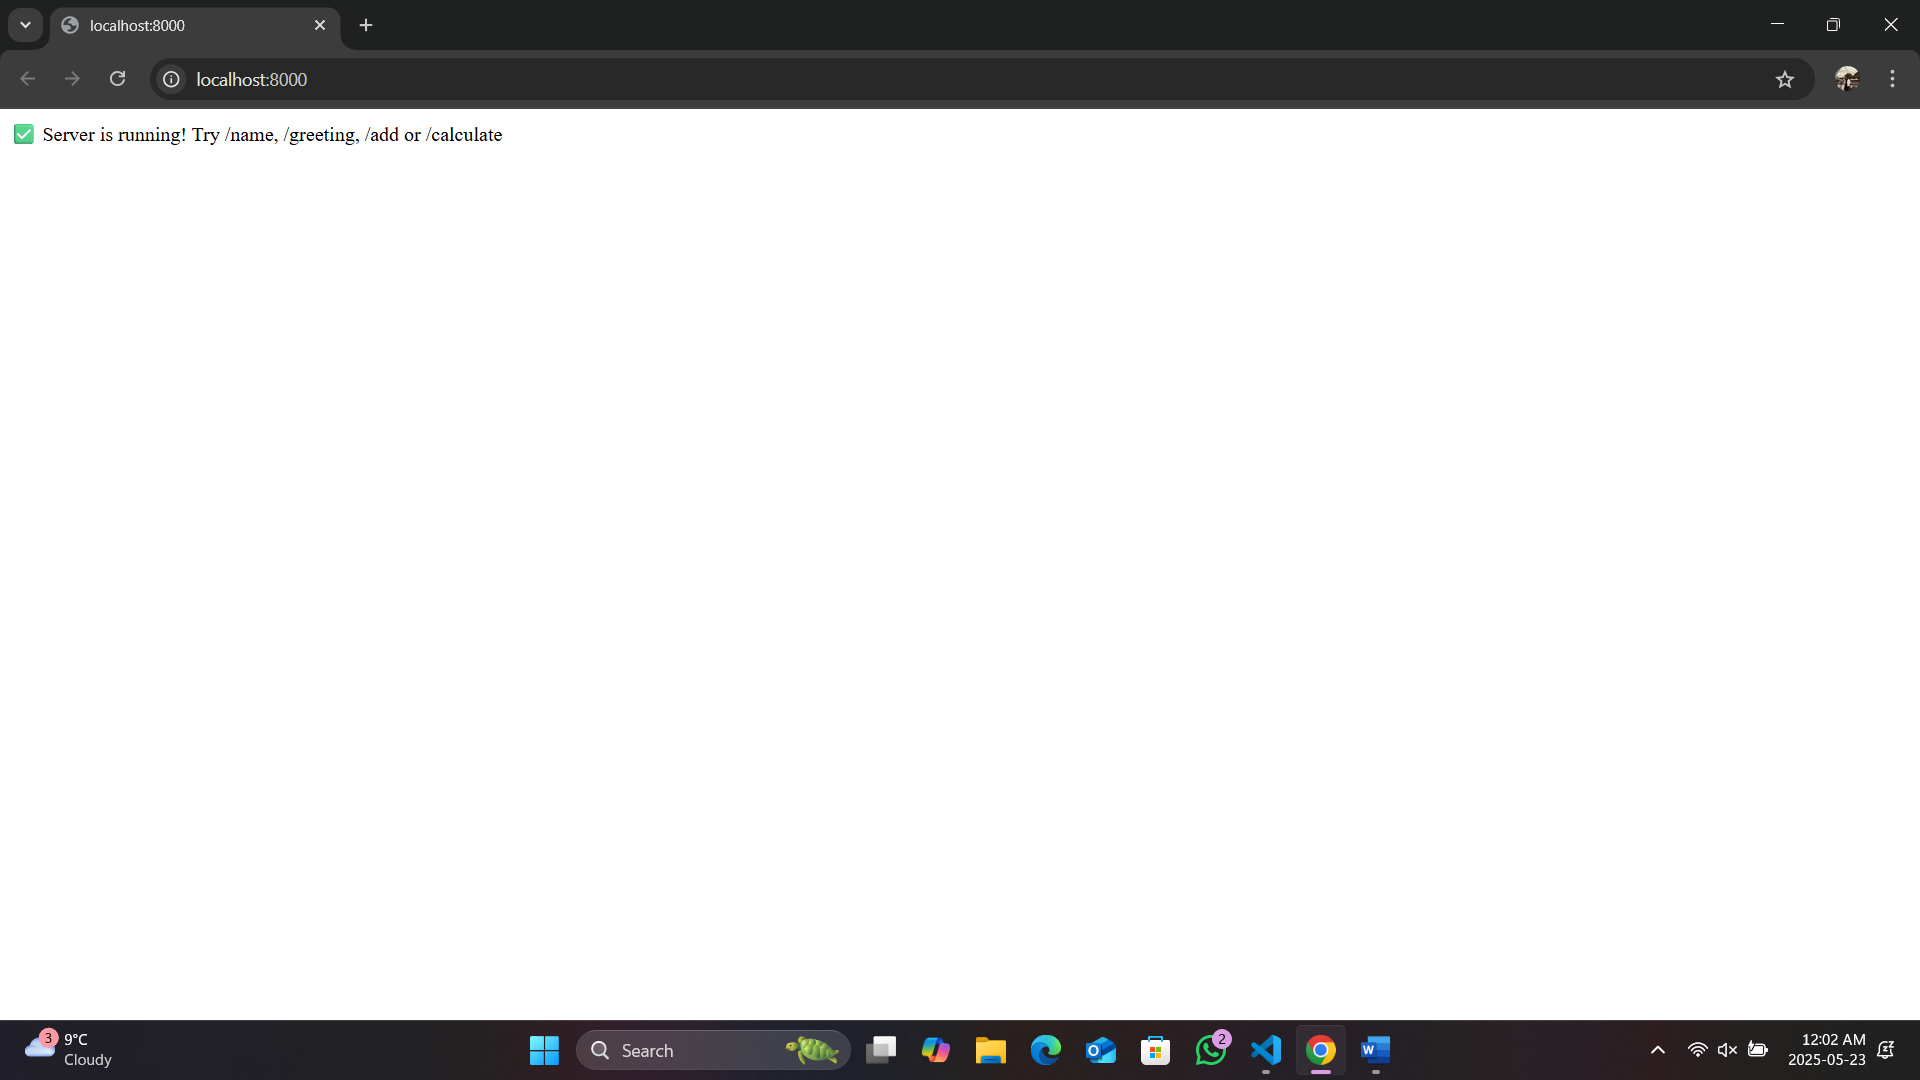 localhost:8000
localhost:8000
✅ Server is running! Try /name, /greeting, /add or /calculate
3
9°C
Cloudy
Search
2
12:02 AM
2025-05-23